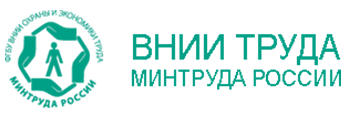 ФГБУ ВНИИ ОХРАНЫ И ЭКОНОМИКИ ТРУДА
МИНТРУДА РОССИИ
ВНИИ ТРУДА
МИНТРУДА РОССИИ